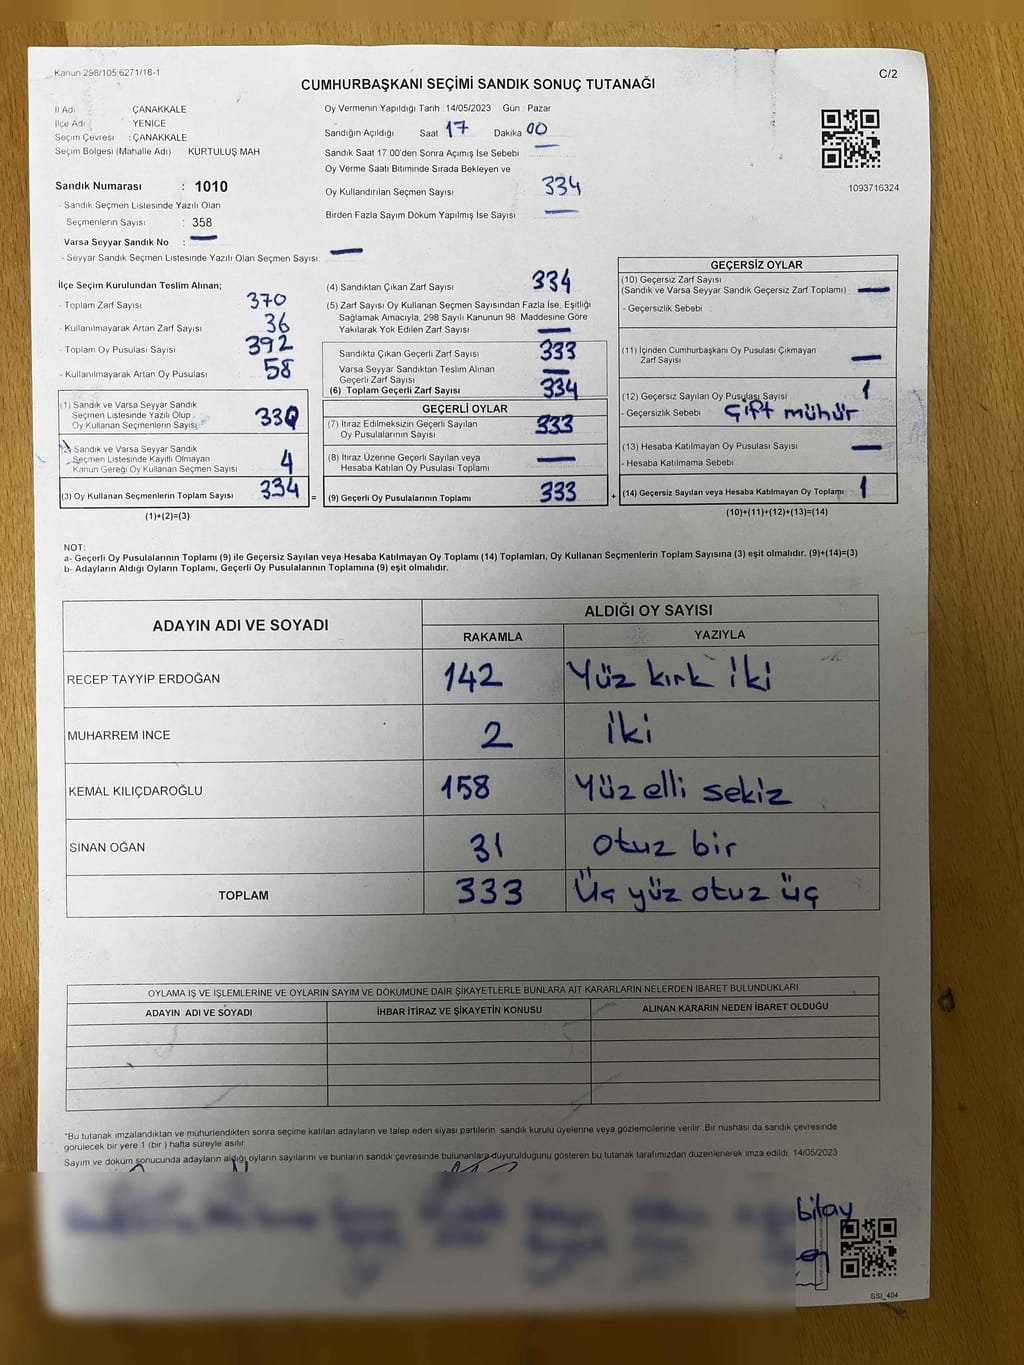 Kanun 298/105 6271/18-1
C/2
CUMHURBAŞKANI SEÇİMİ SANDIK SONUÇ TUTANAĞI
İl Adı : ÇANAKKALE
İlçe Adı : YENİCE
Seçim Çevresi : ÇANAKKALE
Seçim Bölgesi (Mahalle Adı) KURTULUŞ MAH
Sandık Numarası : 1010
- Sandık Seçmen Listesinde Yazılı Olan
Seçmenlerin Sayısı : 358
Varsa Seyyar Sandık No : —
- Seyyar Sandık Seçmen Listesinde Yazılı Olan Seçmen Sayısı: —
Oy Vermenin Yapıldığı Tarih : 14/05/2023 Gün : Pazar
Sandığın Açıldığı Saat 17 Dakika 00
Sandık Saat 17 00'den Sonra Açımış İse Sebebi —
Oy Verme Saati Bitiminde Sırada Bekleyen ve
Oy Kullandırılan Seçmen Sayısı 334
Birden Fazla Sayım Döküm Yapılmış İse Sayısı —
1093716324
İlçe Seçim Kurulundan Teslim Alınan;
- Toplam Zarf Sayısı 370
- Kullanılmayarak Artan Zarf Sayısı 36
- Toplam Oy Pusulası Sayısı 392
- Kullanılmayarak Artan Oy Pusulası 58
(1) Sandık ve Varsa Seyyar Sandık
Seçmen Listesinde Yazılı Olup
Oy Kullanan Seçmenlerin Sayısı 330
(2) Sandık ve Varsa Seyyar Sandık
Seçmen Listesinde Kayıtlı Olmayan
Kanun Gereği Oy Kullanan Seçmen Sayısı 4
(3) Oy Kullanan Seçmenlerin Toplam Sayısı 334 =
(1)+(2)=(3)
(4) Sandıktan Çıkan Zarf Sayısı 334
(5) Zarf Sayısı Oy Kullanan Seçmen Sayısından Fazla İse, Eşitliği
Sağlamak Amacıyla, 298 Sayılı Kanunun 98. Maddesine Göre
Yakılarak Yok Edilen Zarf Sayısı —
Sandıkta Çıkan Geçerli Zarf Sayısı 333
Varsa Seyyar Sandıktan Teslim Alınan
Geçerli Zarf Sayısı —
(6) Toplam Geçerli Zarf Sayısı 334
GEÇERLİ OYLAR
(7) İtiraz Edilmeksizin Geçerli Sayılan
Oy Pusulalarının Sayısı 333
(8) İtiraz Üzerine Geçerli Sayılan veya
Hesaba Katılan Oy Pusulası Toplamı —
(9) Geçerli Oy Pusulalarının Toplamı 333 +
GEÇERSİZ OYLAR
(10) Geçersiz Zarf Sayısı
(Sandık ve Varsa Seyyar Sandık Geçersiz Zarf Toplamı) : —
- Geçersizlik Sebebi :
(11) İçinden Cumhurbaşkanı Oy Pusulası Çıkmayan
Zarf Sayısı —
(12) Geçersiz Sayılan Oy Pusulası Sayısı 1
- Geçersizlik Sebebi Çift mühür
(13) Hesaba Katılmayan Oy Pusulası Sayısı —
- Hesaba Katılmama Sebebi
(14) Geçersiz Sayılan veya Hesaba Katılmayan Oy Toplamı 1
(10)+(11)+(12)+(13)=(14)
NOT:
a- Geçerli Oy Pusulalarının Toplamı (9) ile Geçersiz Sayılan veya Hesaba Katılmayan Oy Toplamı (14) Toplamları, Oy Kullanan Seçmenlerin Toplam Sayısına (3) eşit olmalıdır. (9)+(14)=(3)
b- Adayların Aldığı Oyların Toplamı, Geçerli Oy Pusulalarının Toplamına (9) eşit olmalıdır.
ADAYIN ADI VE SOYADI ALDIĞI OY SAYISI
RAKAMLA YAZIYLA
RECEP TAYYİP ERDOĞAN 142 Yüz kırk iki
MUHARREM İNCE 2 iki
KEMAL KILIÇDAROĞLU 158 Yüz elli sekiz
SİNAN OĞAN 31 otuz bir
TOPLAM 333 Üç yüz otuz üç
OYLAMA İŞ VE İŞLEMLERİNE VE OYLARIN SAYIM VE DÖKÜMÜNE DAİR ŞİKAYETLERLE BUNLARA AİT KARARLARIN NELERDEN İBARET BULUNDUKLARI
ADAYIN ADI VE SOYADI İHBAR İTİRAZ VE ŞİKAYETİN KONUSU ALINAN KARARIN NEDEN İBARET OLDUĞU
*Bu tutanak imzalandıktan ve mühürlendikten sonra seçime katılan adayların ve talep eden siyasi partilerin sandık kurulu üyelerine veya gözlemcilerine verilir. Bir nüshası da sandık çevresinde
görülecek bir yere 1 (bir ) hafta süreyle asılır.
Sayım ve döküm sonucunda adayların aldığı oyların sayılarını ve bunların sandık çevresinde bulunanlara duyurulduğunu gösteren bu tutanak tarafımızdan düzenlenerek imza edildi. 14/05/2023
bitay
SSİ_404